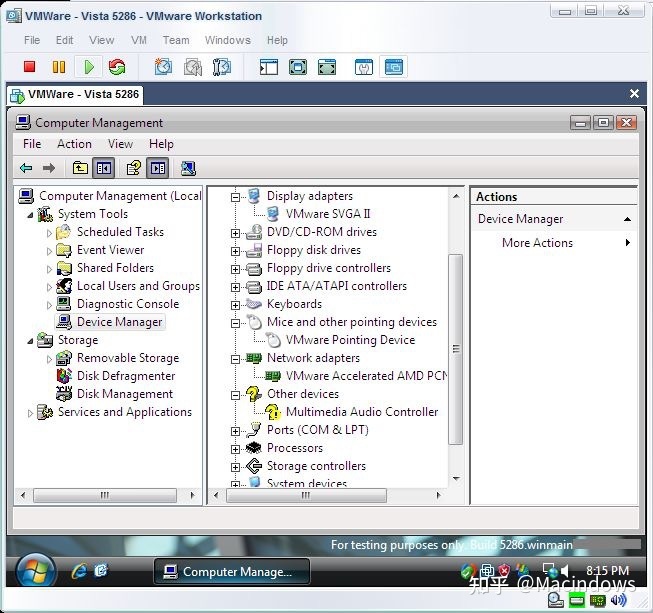 VMWare - Vista 5286 - VMware Workstation
File Edit View VM Team Windows Help
VMWare - Vista 5286
Computer Management
File Action View Help
Computer Management (Local
System Tools
Scheduled Tasks
Event Viewer
Shared Folders
Local Users and Groups
Diagnostic Console
Device Manager
Storage
Removable Storage
Disk Defragmenter
Disk Management
Services and Applications
Display adapters
VMware SVGA II
DVD/CD-ROM drives
Floppy disk drives
Floppy drive controllers
IDE ATA/ATAPI controllers
Keyboards
Mice and other pointing devices
VMware Pointing Device
Network adapters
VMware Accelerated AMD PCN
Other devices
Multimedia Audio Controller
Ports (COM & LPT)
Processors
Storage controllers
System devices
Actions
Device Manager
More Actions
For testing purposes only. Build 5286.winmain
Computer Manage...
8:15 PM
知乎 @Macindows